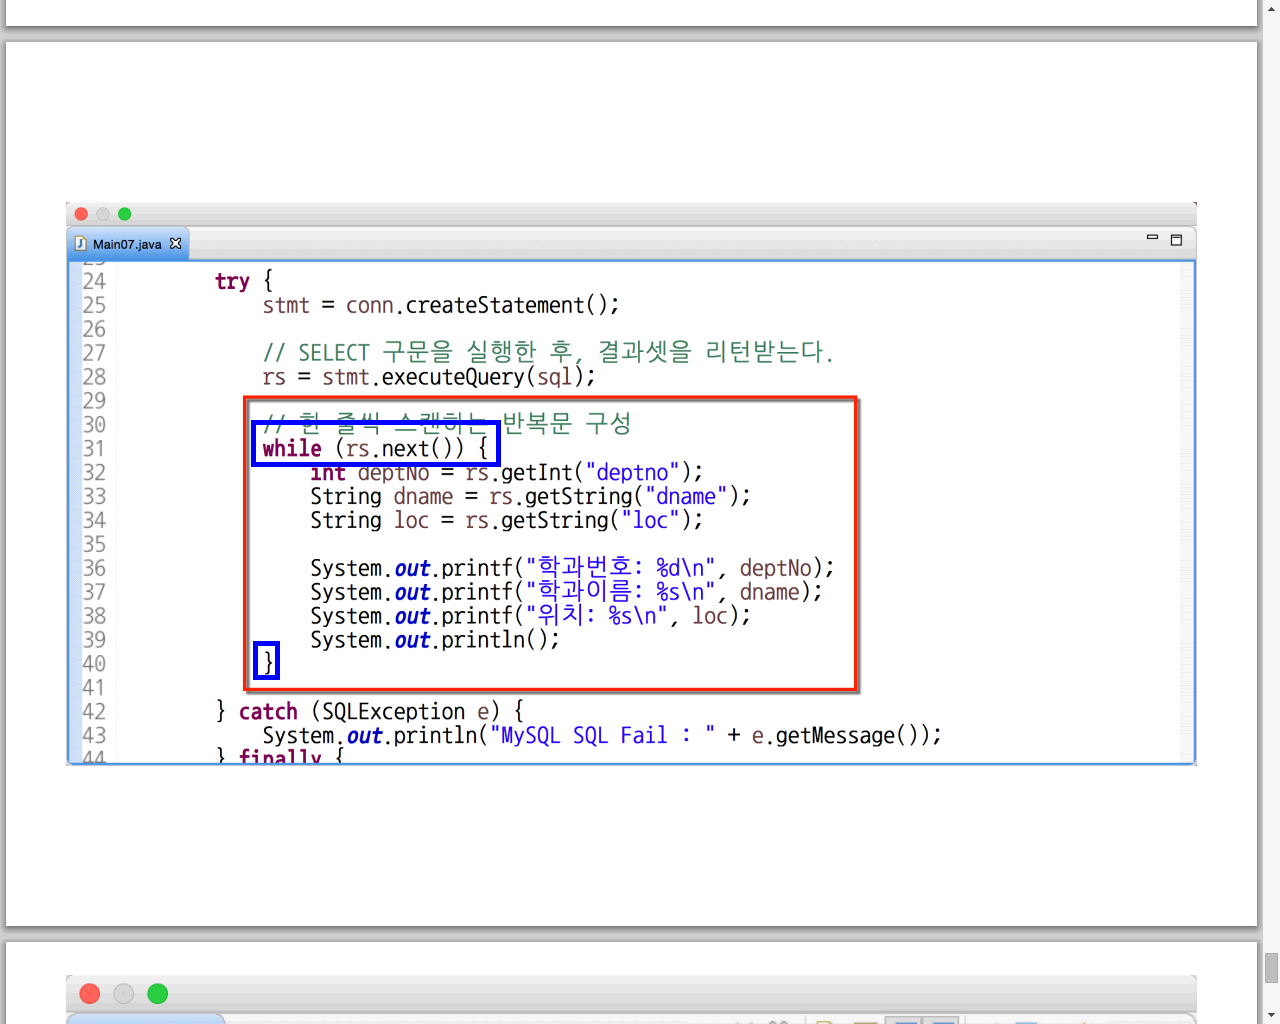 Main07.java
23
24 try {
25 stmt = conn.createStatement();
26
27 // SELECT 구문을 실행한 후, 결과셋을 리턴받는다.
28 rs = stmt.executeQuery(sql);
29
30 // 한 줄씩 스캔하는 반복문 구성
31 while (rs.next()) {
32 int deptNo = rs.getInt("deptno");
33 String dname = rs.getString("dname");
34 String loc = rs.getString("loc");
35
36 System.out.printf("학과번호: %d\n", deptNo);
37 System.out.printf("학과이름: %s\n", dname);
38 System.out.printf("위치: %s\n", loc);
39 System.out.println();
40 }
41
42 } catch (SQLException e) {
43 System.out.println("MySQL SQL Fail : " + e.getMessage());
44 } finally {